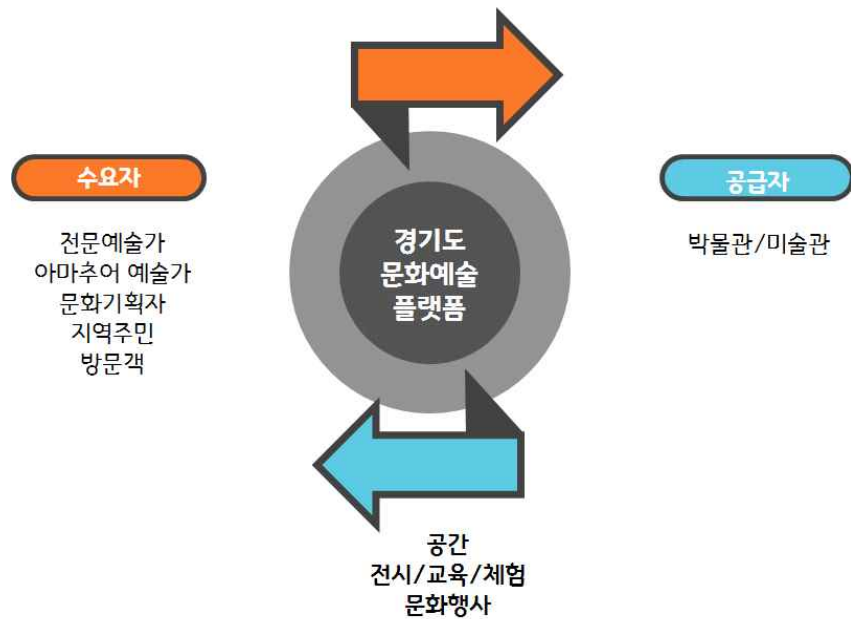 수요자
전문예술가
아마추어 예술가
문화기획자
지역주민
방문객
경기도
문화예술
플랫폼
공급자
박물관/미술관
공간
전시/교육/체험
문화행사